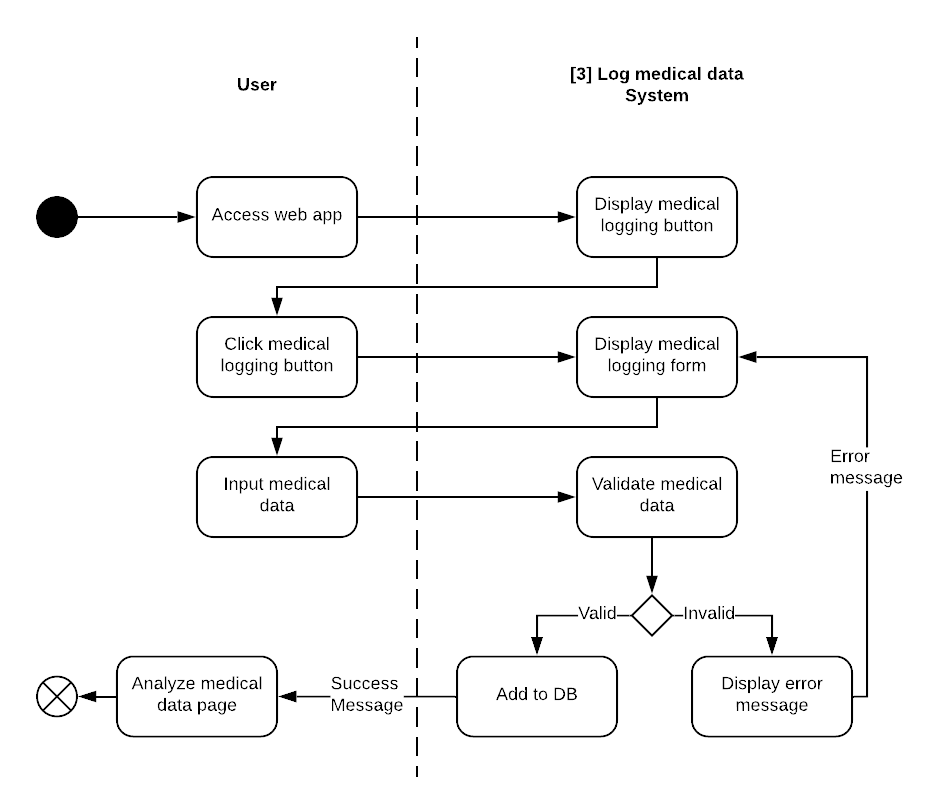 User
[3] Log medical data
System
Access web app
Display medical
logging button
Click medical
logging button
Display medical
logging form
Input medical
data
Validate medical
data
Error
message
Valid
Invalid
Analyze medical
data page
Success
Message
Add to DB
Display error
message